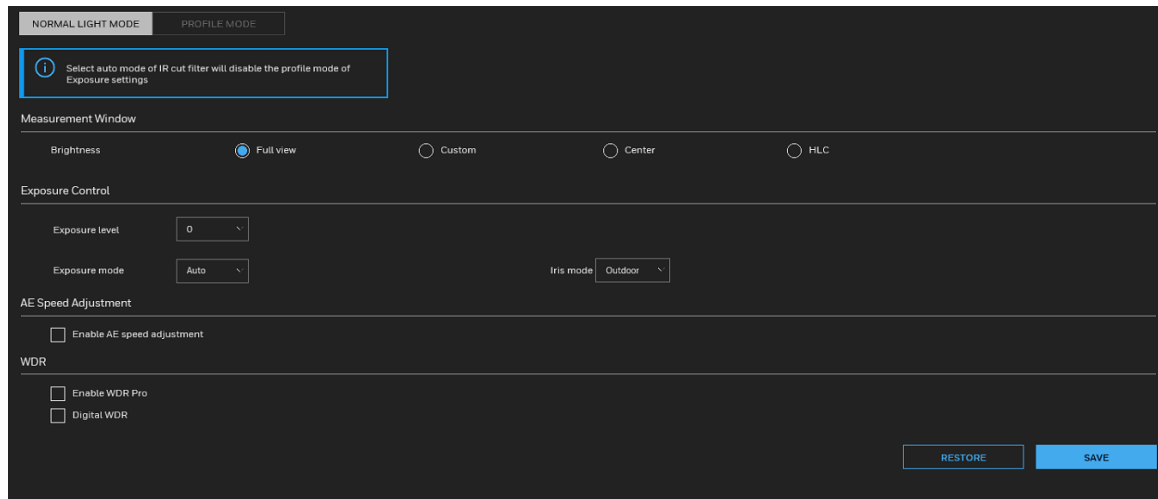 NORMAL LIGHT MODE PROFILE MODE
Select auto mode of IR cut filter will disable the profile mode of
Exposure settings
Measurement Window
Brightness Full view Custom Center HLC
Exposure Control
Exposure level 0
Exposure mode Auto Iris mode Outdoor
AE Speed Adjustment
Enable AE speed adjustment
WDR
Enable WDR Pro
Digital WDR
RESTORE SAVE